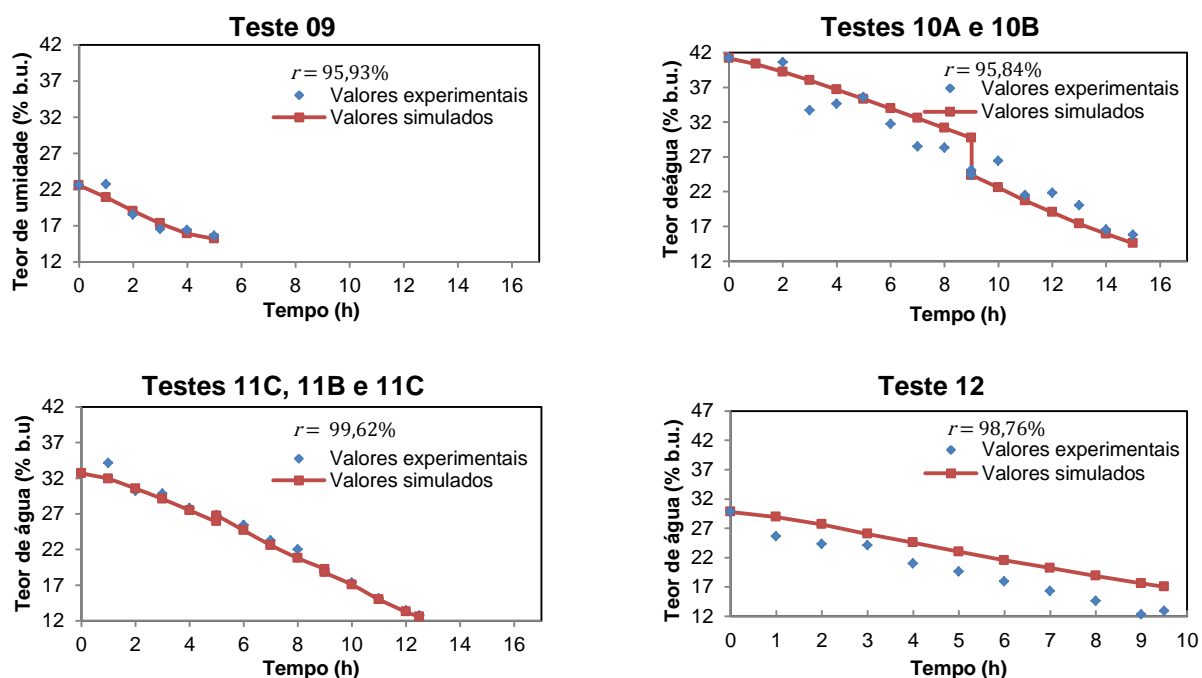 Teste 09
Teor de umidade (% b.u.)
42
37
32
27
22
17
12
r = 95,93%
Valores experimentais
Valores simulados
0 2 4 6 8 10 12 14 16
Tempo (h)
Testes 10A e 10B
Teor deágua (% b.u.)
42
37
32
27
22
17
12
r = 95,84%
Valores experimentais
Valores simulados
0 2 4 6 8 10 12 14 16
Tempo (h)
Testes 11C, 11B e 11C
Teor de água (% b.u)
42
37
32
27
22
17
12
r = 99,62%
Valores experimentais
Valores simulados
0 2 4 6 8 10 12 14 16
Tempo (h)
Teste 12
Teor de água (% b.u.)
47
42
37
32
27
22
17
12
r = 98,76%
Valores experimentais
Valores simulados
0 1 2 3 4 5 6 7 8 9 10
Tempo (h)